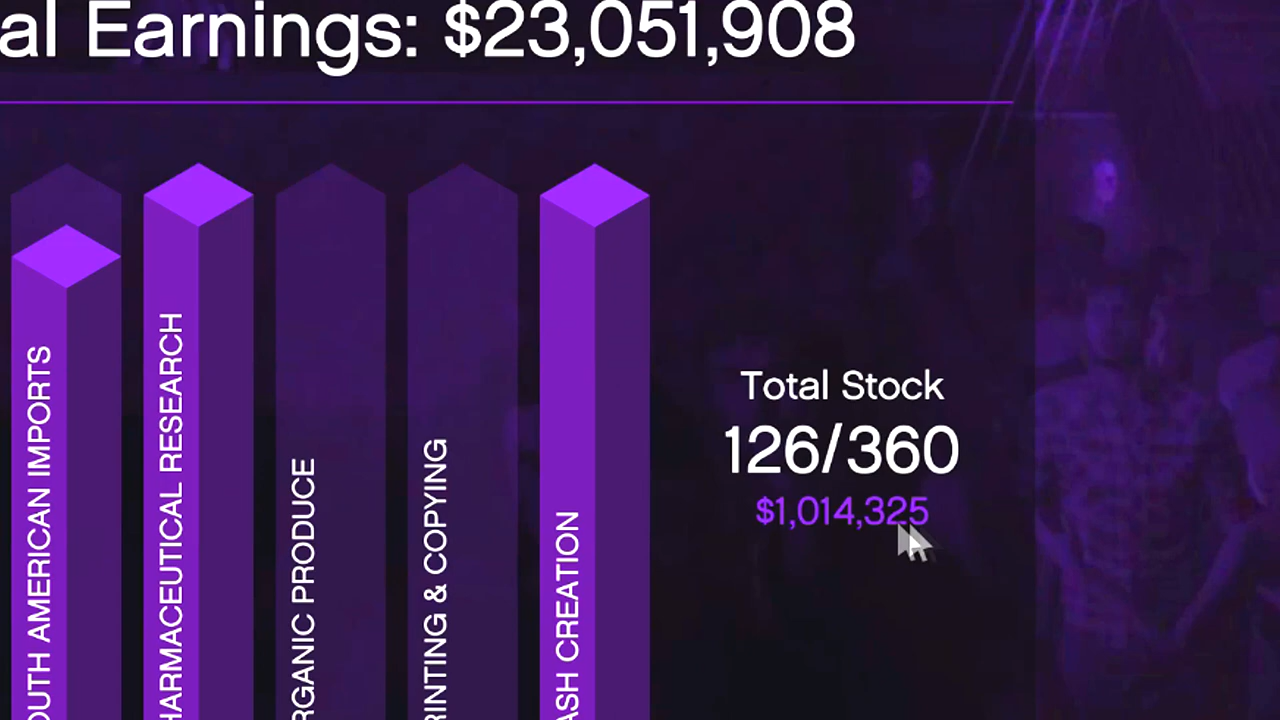 al Earnings: $23,051,908
OUTH AMERICAN IMPORTS
HARMACEUTICAL RESEARCH
RGANIC PRODUCE
RINTING & COPYING
ASH CREATION
Total Stock
126/360
$1,014,325